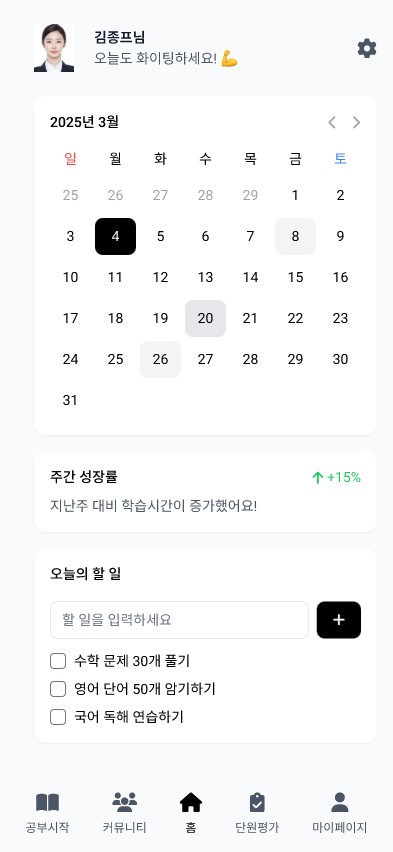 김종프님
오늘도 화이팅하세요! 💪
2025년 3월
일 월 화 수 목 금 토
25 26 27 28 29 1 2
3 4 5 6 7 8 9
10 11 12 13 14 15 16
17 18 19 20 21 22 23
24 25 26 27 28 29 30
31
주간 성장률 +15%
지난주 대비 학습시간이 증가했어요!
오늘의 할 일
할 일을 입력하세요 +
수학 문제 30개 풀기
영어 단어 50개 암기하기
국어 독해 연습하기
공부시작 커뮤니티 홈 단원평가 마이페이지